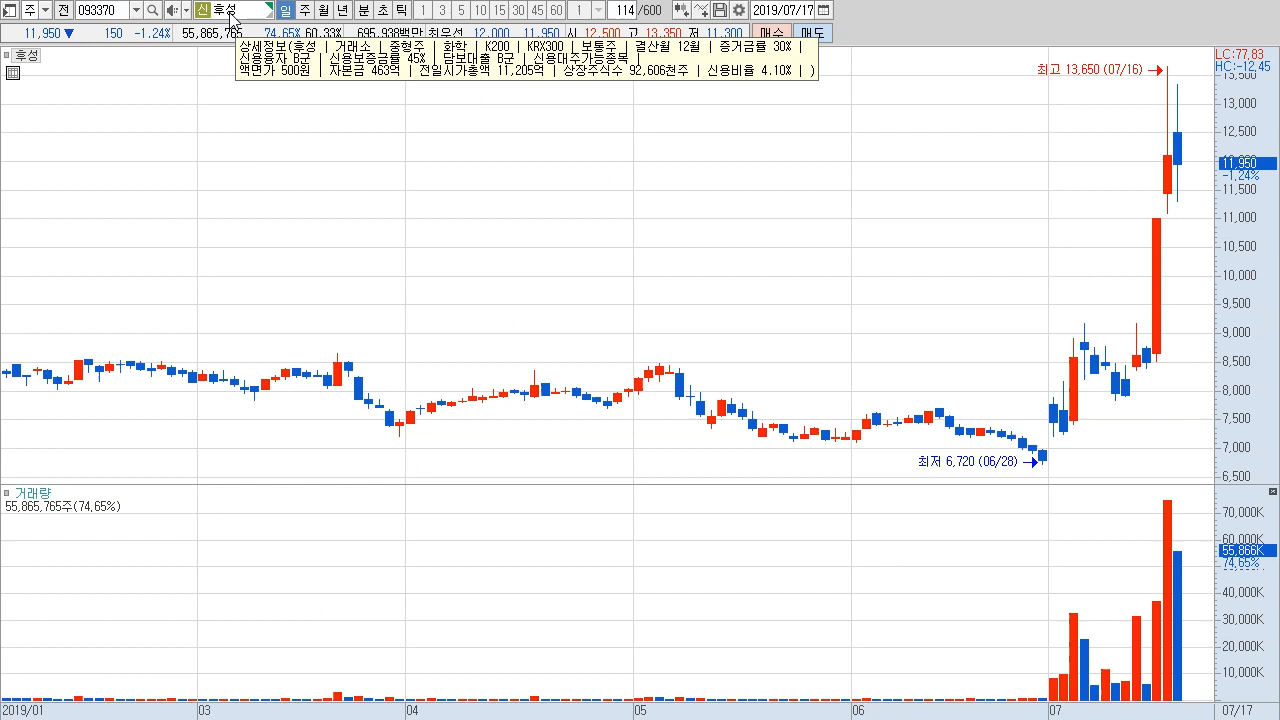 주 전 093370 신 후성 일 주 월 년 분 초 틱 1 3 5 10 15 30 45 60 1 114 /600 2019/07/17
11,950 ▼ 150 -1.24% 55,865,765 74.65% 60.33% 695,938백만 최우선 12,000 11,950 시 12,500 고 13,350 저 11,300 매수 매도
상세정보(후성 | 거래소 | 중형주 | 화학 | K200 | KRX300 | 보통주 | 결산월 12월 | 증거금률 30%
신용융자 B군 | 신용보증금률 45% | 담보대출 B군 | 신용대주가능종목 |
액면가 500원 | 자본금 463억 | 전일시가총액 11,205억 | 상장주식수 92,606천주 | 신용비율 4.10% | )
후성
LC:77.83
HC:-12.45
최고 13,650 (07/16)
13,500
13,000
12,500
11,950
-1.24%
11,500
11,000
10,500
10,000
9,500
9,000
8,500
8,000
7,500
7,000
최저 6,720 (06/28)
6,500
거래량
55,865,765주(74.65%)
70,000K
60,000K
55,866K
74.65%
40,000K
30,000K
20,000K
10,000K
2019/01 03 04 05 06 07 07/17